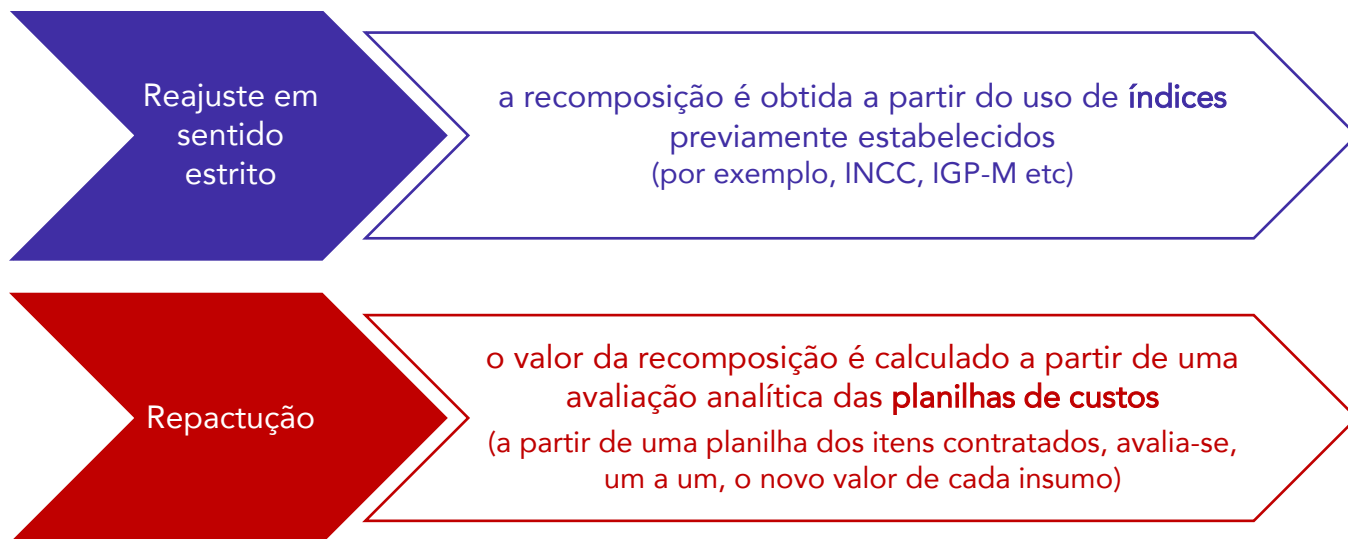 Reajuste em
sentido
estrito
a recomposição é obtida a partir do uso de índices
previamente estabelecidos
(por exemplo, INCC, IGP-M etc)
Repactução
o valor da recomposição é calculado a partir de uma
avaliação analítica das planilhas de custos
(a partir de uma planilha dos itens contratados, avalia-se,
um a um, o novo valor de cada insumo)